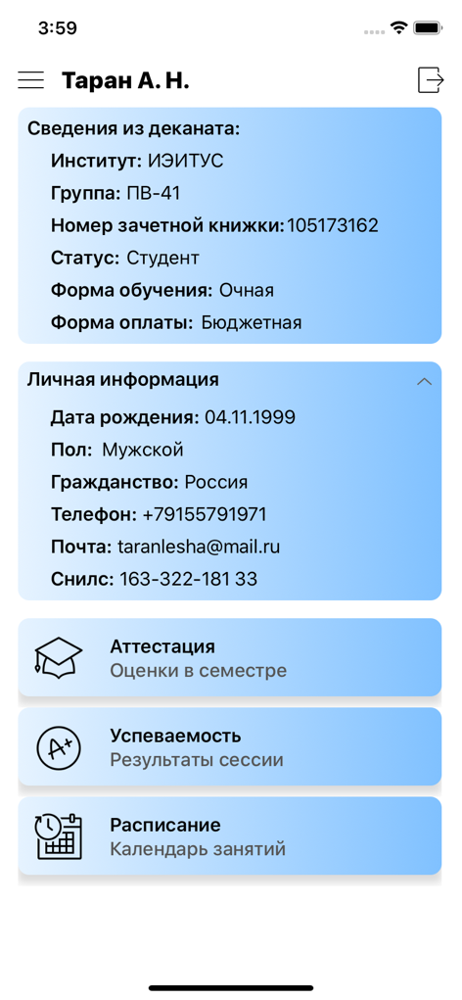 3:59
Таран А. Н.
Сведения из деканата:
Институт: ИЭИТУС
Группа: ПВ-41
Номер зачетной книжки:105173162
Статус: Студент
Форма обучения: Очная
Форма оплаты: Бюджетная
Личная информация
Дата рождения: 04.11.1999
Пол: Мужской
Гражданство: Россия
Телефон: +79155791971
Почта: taranlesha@mail.ru
Снилс: 163-322-181 33
Аттестация
Оценки в семестре
A+
Успеваемость
Результаты сессии
Расписание
Календарь занятий